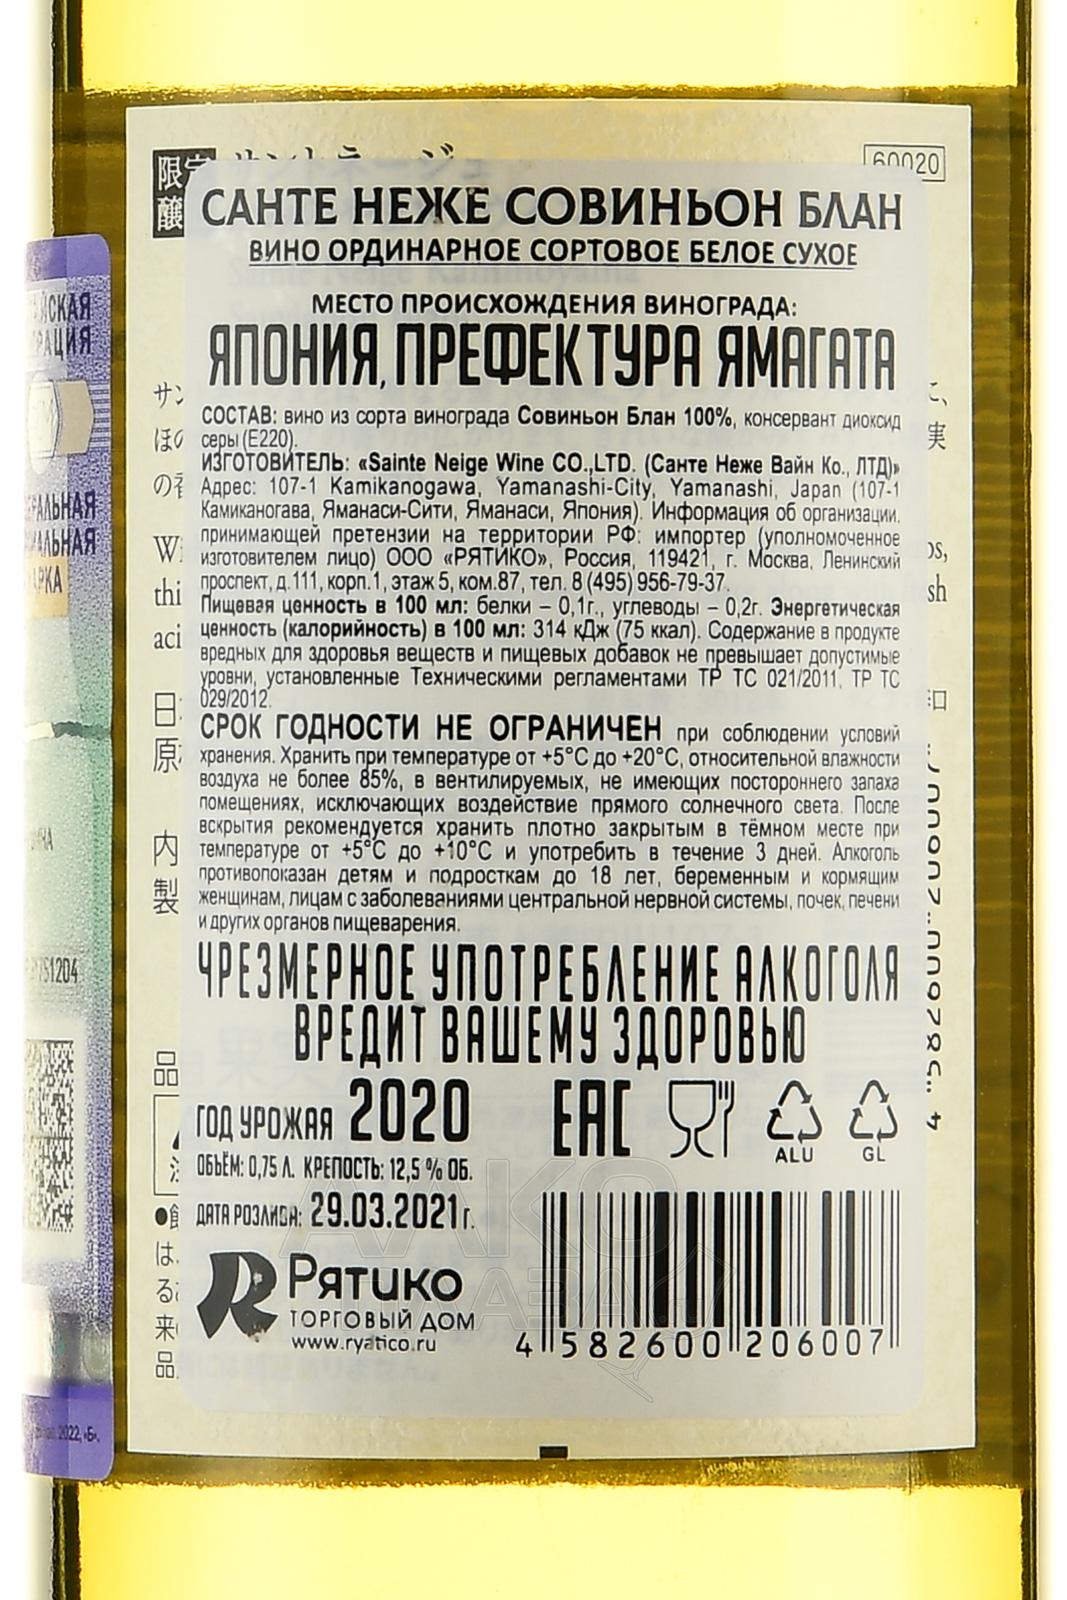 限定
サントネージュ
60020
醸
САНТЕ НЕЖЕ СОВИНЬОН БЛАН
ВИНО ОРДИНАРНОЕ СОРТОВОЕ БЕЛОЕ СУХОЕ
МЕСТО ПРОИСХОЖДЕНИЯ ВИНОГРАДА:
ЯПОНИЯ, ПРЕФЕКТУРА ЯМАГАТА
СОСТАВ: вино из сорта винограда Совиньон Блан 100%, консервант диоксид
серы (Е220).
ИЗГОТОВИТЕЛЬ: «Sainte Neige Wine CO.,LTD. (Санте Неже Вайн Ко., ЛТД)»
Адрес: 107-1 Kamikanogawa, Yamanashi-City, Yamanashi, Japan (107-1
Камиканогава, Яманаси-Сити, Яманаси, Япония). Информация об организации,
принимающей претензии на территории РФ: импортер (уполномоченное
изготовителем лицо) ООО «РЯТИКО», Россия, 119421, г. Москва, Ленинский
проспект, д.111, корп.1, этаж 5, ком.87, тел. 8 (495) 956-79-37.
Пищевая ценность в 100 мл: белки – 0,1г., углеводы – 0,2г. Энергетическая
ценность (калорийность) в 100 мл: 314 кДж (75 ккал). Содержание в продукте
вредных для здоровья веществ и пищевых добавок не превышает допустимые
уровни, установленные Техническими регламентами ТР ТС 021/2011, ТР ТС
029/2012.
СРОК ГОДНОСТИ НЕ ОГРАНИЧЕН при соблюдении условий
хранения. Хранить при температуре от +5°С до +20°С, относительной влажности
воздуха не более 85%, в вентилируемых, не имеющих постороннего запаха
помещениях, исключающих воздействие прямого солнечного света. После
вскрытия рекомендуется хранить плотно закрытым в тёмном месте при
температуре от +5°С до +10°С и употребить в течение 3 дней. Алкоголь
противопоказан детям и подросткам до 18 лет, беременным и кормящим
женщинам, лицам с заболеваниями центральной нервной системы, почек, печени
и других органов пищеварения.
ЧРЕЗМЕРНОЕ УПОТРЕБЛЕНИЕ АЛКОГОЛЯ
ВРЕДИТ ВАШЕМУ ЗДОРОВЬЮ
ГОД УРОЖАЯ 2020
ЕАС
ALU
GL
ОБЪЁМ: 0,75 Л. КРЕПОСТЬ: 12,5 % ОБ.
ДАТА РОЗЛИВА: 29.03.2021 г.
РЯТИКО
ТОРГОВЫЙ ДОМ
www.ryatico.ru
4 582600 206007